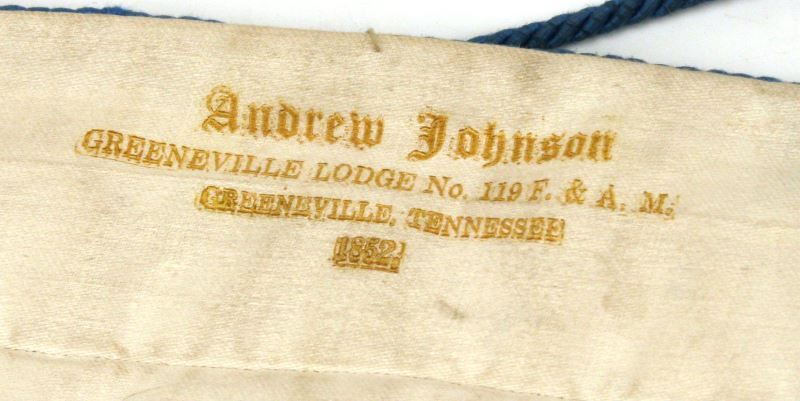 Andrew Johnson
GREENEVILLE LODGE No. 119 F. & A. M.
GREENEVILLE, TENNESSEE
1852.